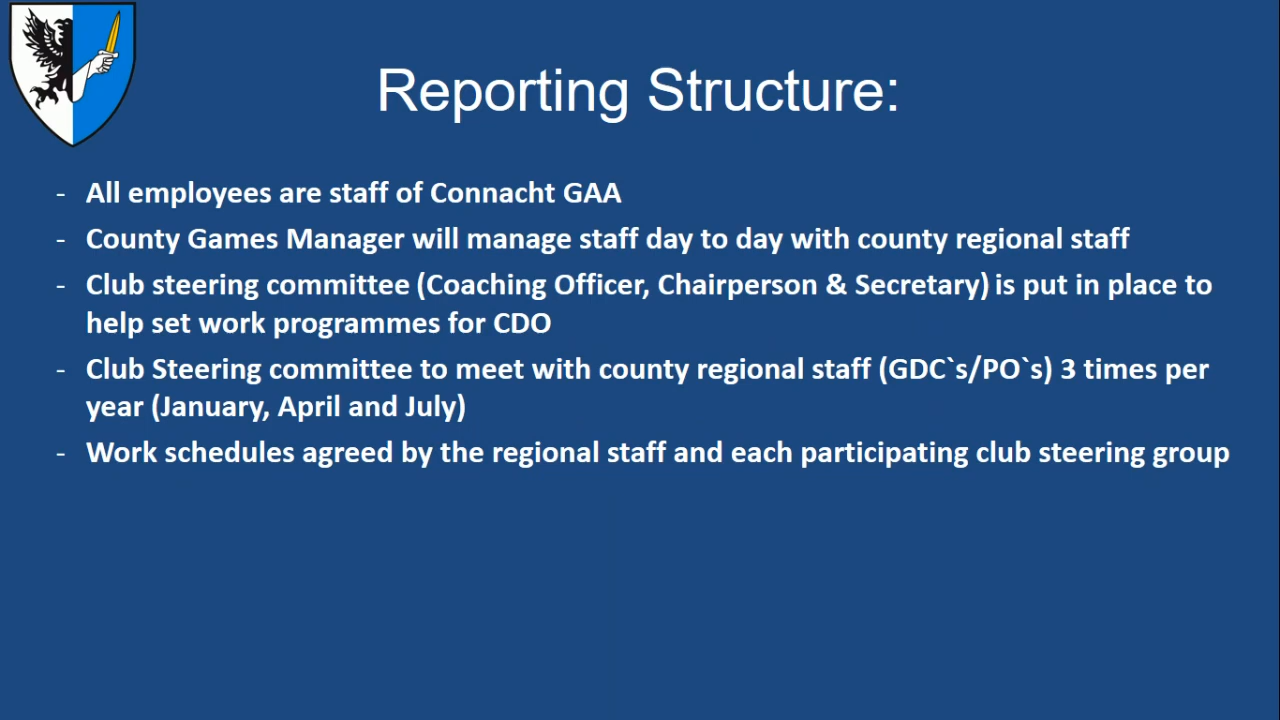 Reporting Structure:
- All employees are staff of Connacht GAA
- County Games Manager will manage staff day to day with county regional staff
- Club steering committee (Coaching Officer, Chairperson & Secretary) is put in place to
help set work programmes for CDO
- Club Steering committee to meet with county regional staff (GDC`s/PO`s) 3 times per
year (January, April and July)
- Work schedules agreed by the regional staff and each participating club steering group